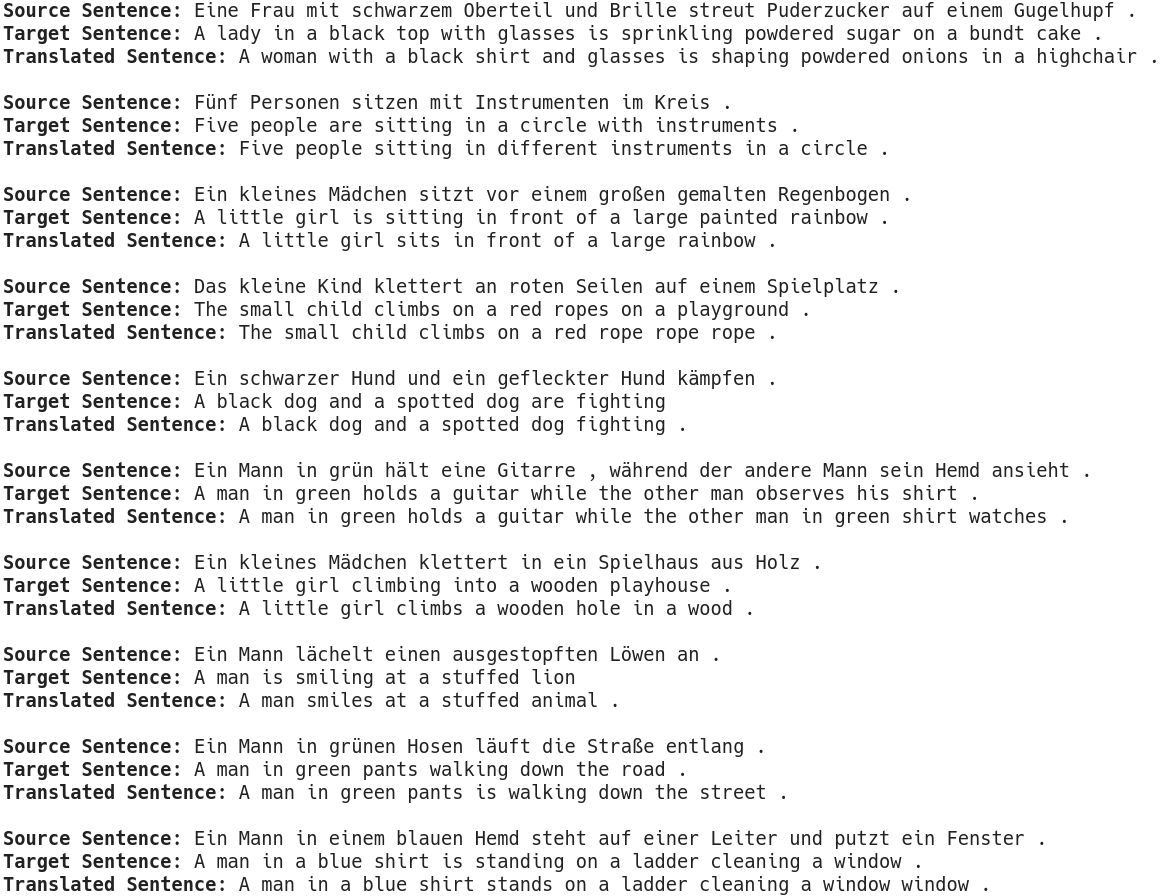 Source Sentence: Eine Frau mit schwarzem Oberteil und Brille streut Puderzucker auf einem Gugelhupf .
Target Sentence: A lady in a black top with glasses is sprinkling powdered sugar on a bundt cake .
Translated Sentence: A woman with a black shirt and glasses is shaping powdered onions in a highchair .
Source Sentence: Fünf Personen sitzen mit Instrumenten im Kreis .
Target Sentence: Five people are sitting in a circle with instruments .
Translated Sentence: Five people sitting in different instruments in a circle .
Source Sentence: Ein kleines Mädchen sitzt vor einem großen gemalten Regenbogen .
Target Sentence: A little girl is sitting in front of a large painted rainbow .
Translated Sentence: A little girl sits in front of a large rainbow .
Source Sentence: Das kleine Kind klettert an roten Seilen auf einem Spielplatz .
Target Sentence: The small child climbs on a red ropes on a playground .
Translated Sentence: The small child climbs on a red rope rope rope .
Source Sentence: Ein schwarzer Hund und ein gefleckter Hund kämpfen .
Target Sentence: A black dog and a spotted dog are fighting
Translated Sentence: A black dog and a spotted dog fighting .
Source Sentence: Ein Mann in grün hält eine Gitarre , während der andere Mann sein Hemd ansieht .
Target Sentence: A man in green holds a guitar while the other man observes his shirt .
Translated Sentence: A man in green holds a guitar while the other man in green shirt watches .
Source Sentence: Ein kleines Mädchen klettert in ein Spielhaus aus Holz .
Target Sentence: A little girl climbing into a wooden playhouse .
Translated Sentence: A little girl climbs a wooden hole in a wood .
Source Sentence: Ein Mann lächelt einen ausgestopften Löwen an .
Target Sentence: A man is smiling at a stuffed lion
Translated Sentence: A man smiles at a stuffed animal .
Source Sentence: Ein Mann in grünen Hosen läuft die Straße entlang .
Target Sentence: A man in green pants walking down the road .
Translated Sentence: A man in green pants is walking down the street .
Source Sentence: Ein Mann in einem blauen Hemd steht auf einer Leiter und putzt ein Fenster .
Target Sentence: A man in a blue shirt is standing on a ladder cleaning a window .
Translated Sentence: A man in a blue shirt stands on a ladder cleaning a window window .